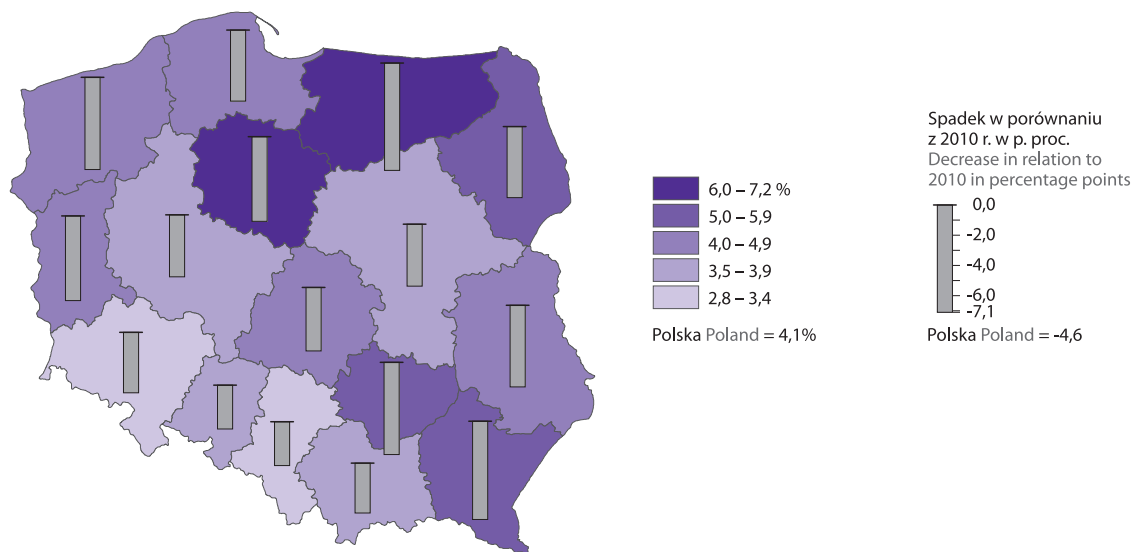 6,0 – 7,2 %
5,0 – 5,9
4,0 – 4,9
3,5 – 3,9
2,8 – 3,4
Polska Poland = 4,1%
Spadek w porównaniu
z 2010 r. w p. proc.
Decrease in relation to
2010 in percentage points
0,0
-2,0
-4,0
-6,0
-7,1
Polska Poland = -4,6